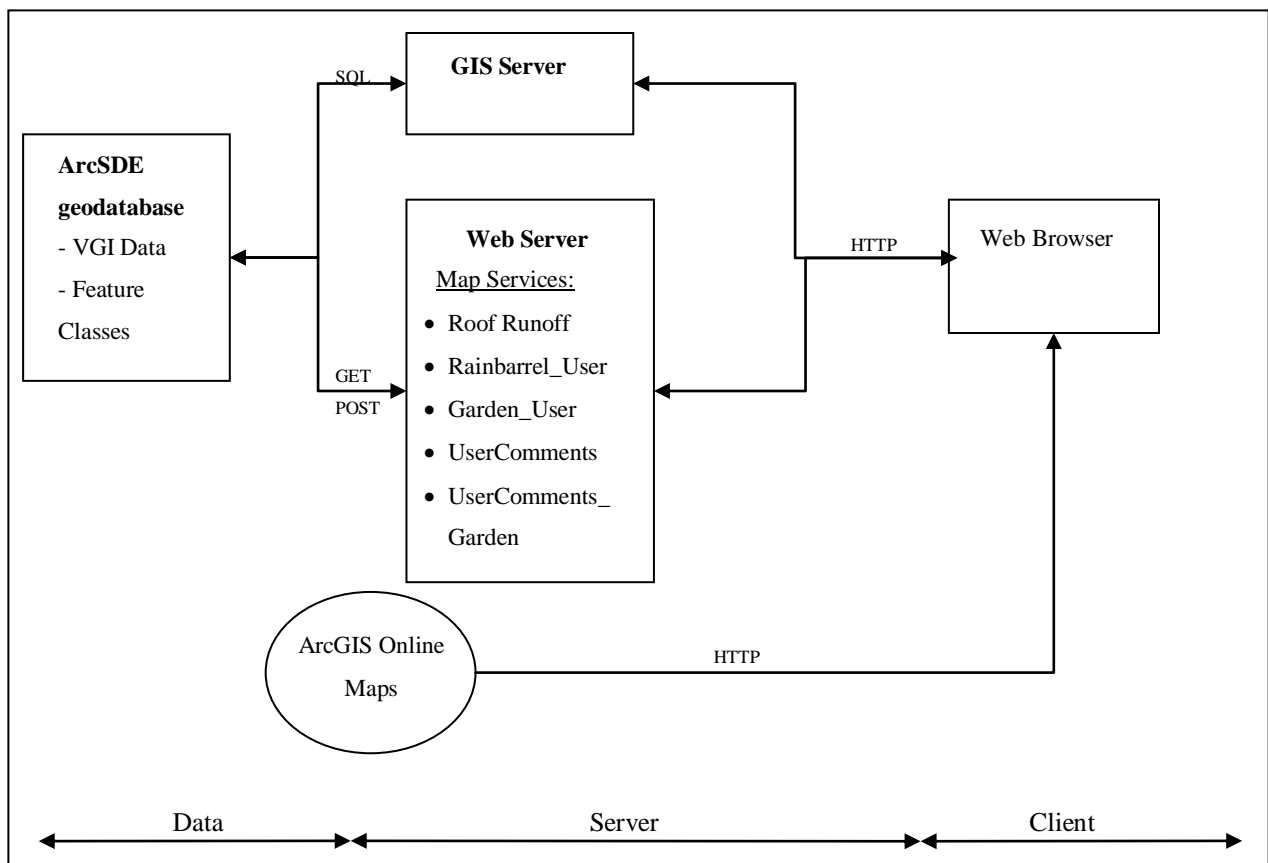 GIS Server
SQL
ArcSDE
geodatabase
- VGI Data
- Feature
Classes
GET
POST
Web Server
Map Services:
• Roof Runoff
• Rainbarrel_User
• Garden_User
• UserComments
• UserComments_
Garden
HTTP
Web Browser
ArcGIS Online
Maps
HTTP
Data
Server
Client